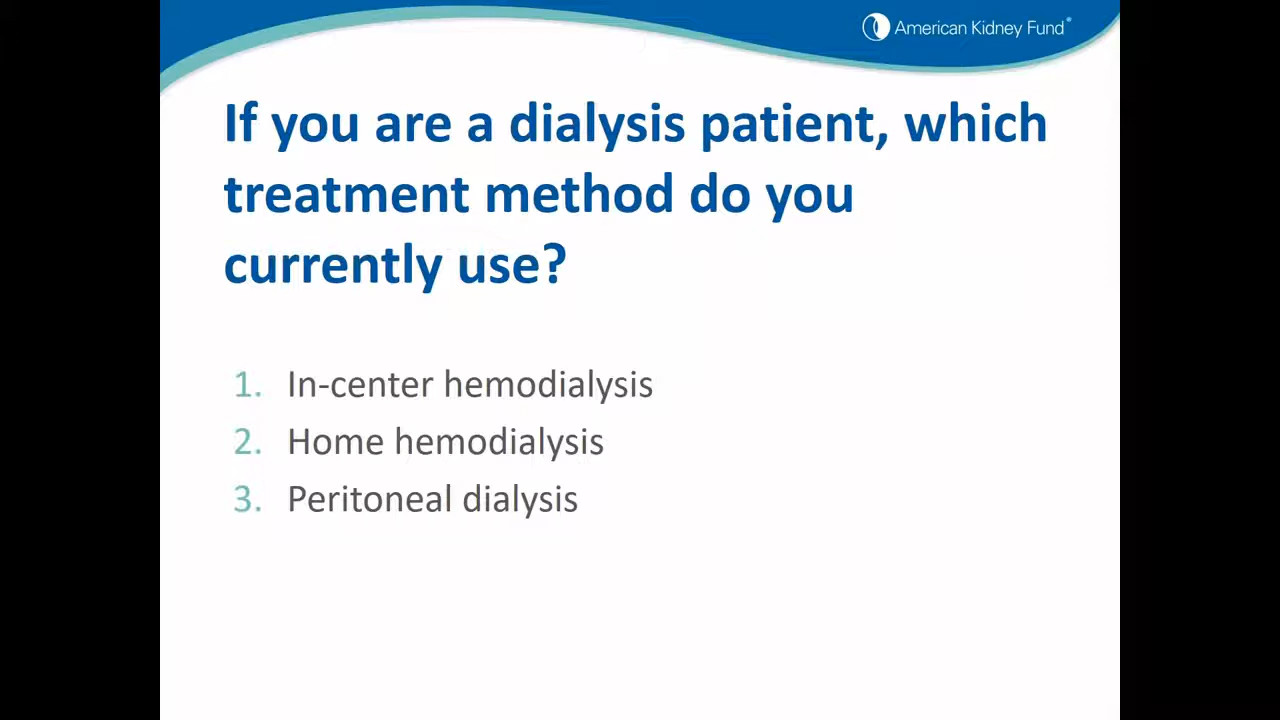 American Kidney Fund®
If you are a dialysis patient, which
treatment method do you
currently use?
1. In-center hemodialysis
2. Home hemodialysis
3. Peritoneal dialysis